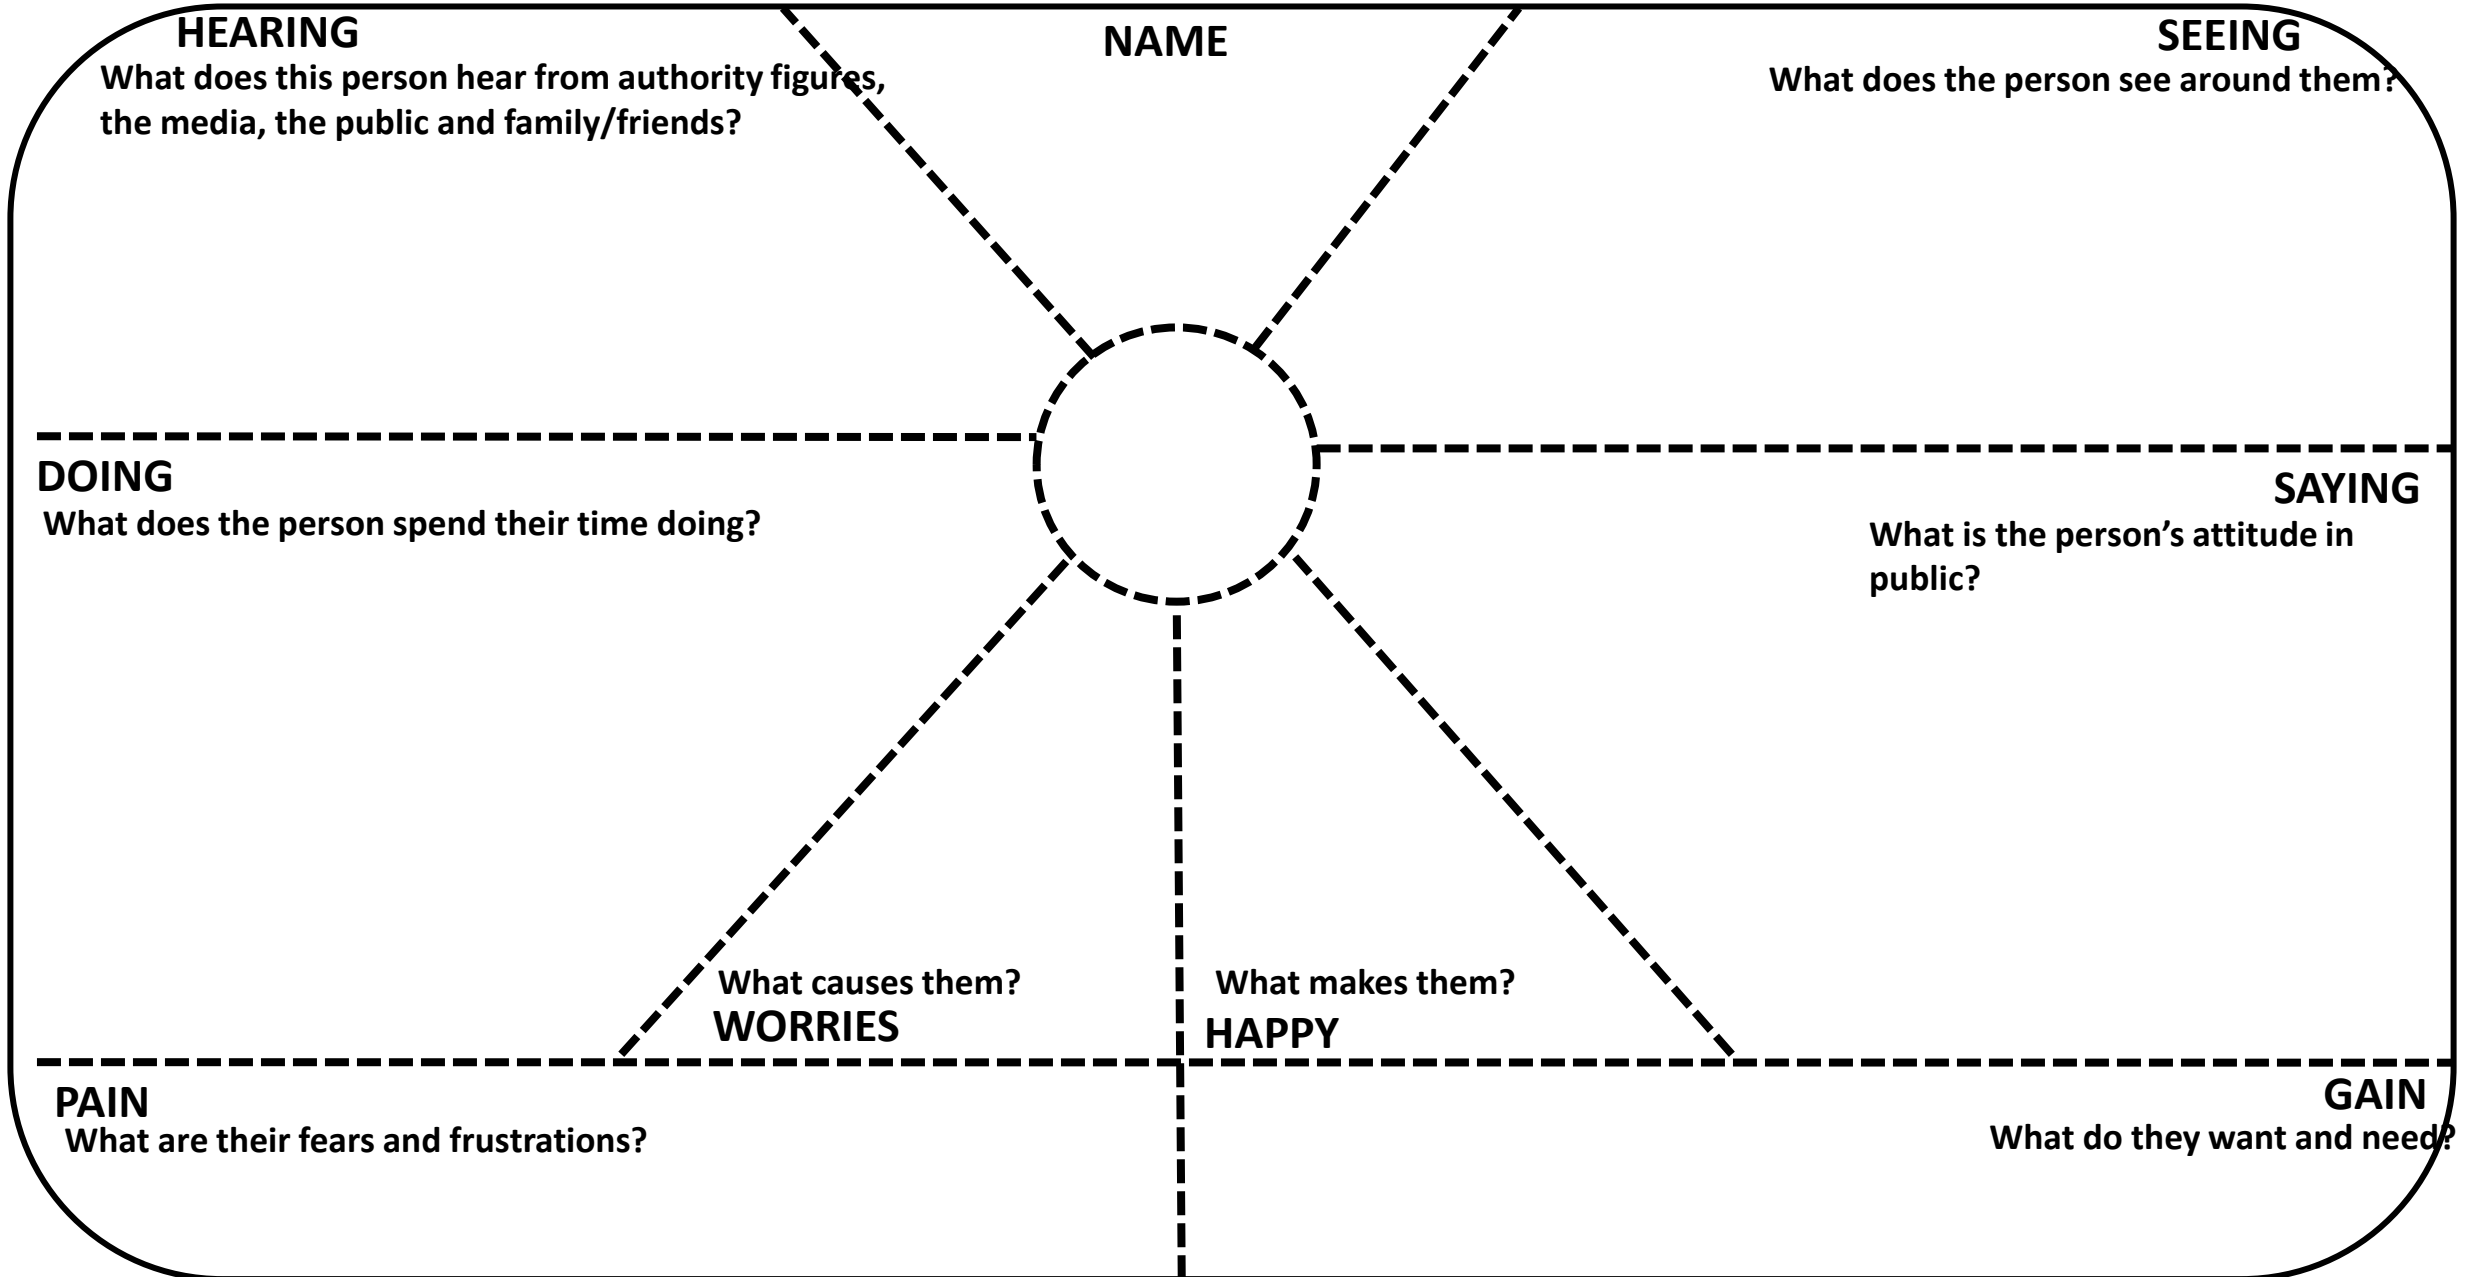 HEARING
What does this person hear from authority figures,
the media, the public and family/friends?
NAME
SEEING
What does the person see around them?
DOING
What does the person spend their time doing?
SAYING
What is the person’s attitude in
public?
What causes them?
WORRIES
What makes them?
HAPPY
PAIN
What are their fears and frustrations?
GAIN
What do they want and need?